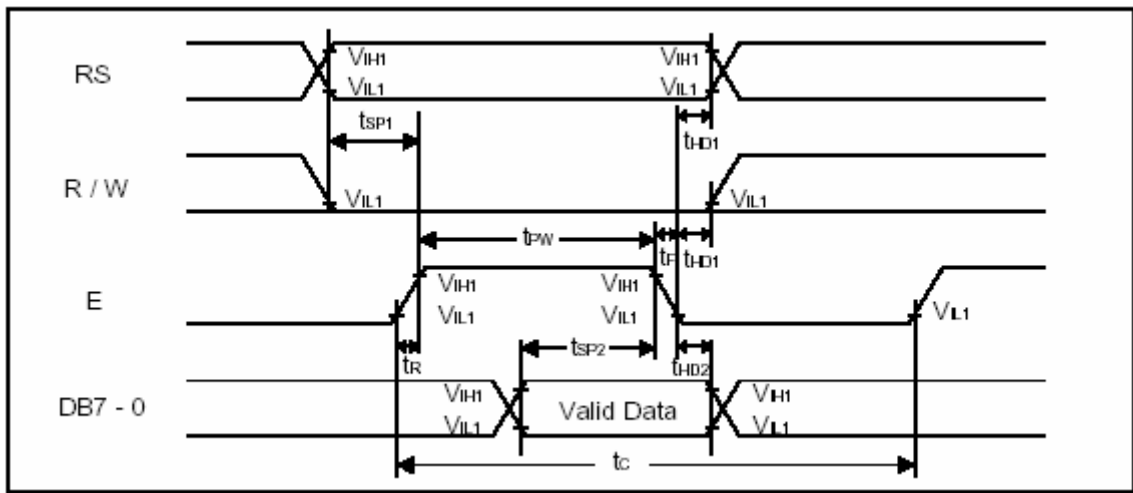 RS
VIH1
VIH1
VIL1
VIL1
tSP1
tHD1
R / W
VIL1
VIL1
tPW
tF
tHD1
E
VIH1
VIH1
VIL1
VIL1
VIL1
tR
tSP2
tHD2
DB7 - 0
VIH1
Valid Data
VIH1
VIL1
VIL1
tC